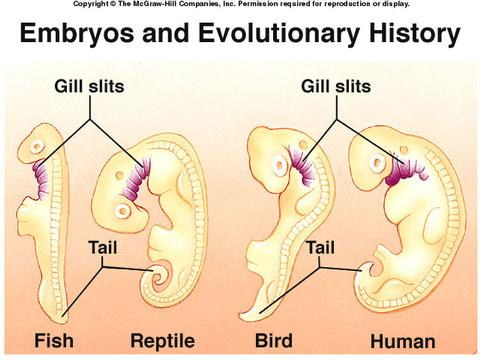 Copyright © The McGraw-Hill Companies, Inc. Permission required for reproduction or display.
Embryos and Evolutionary History
Gill slits
Gill slits
Tail
Tail
Fish
Reptile
Bird
Human